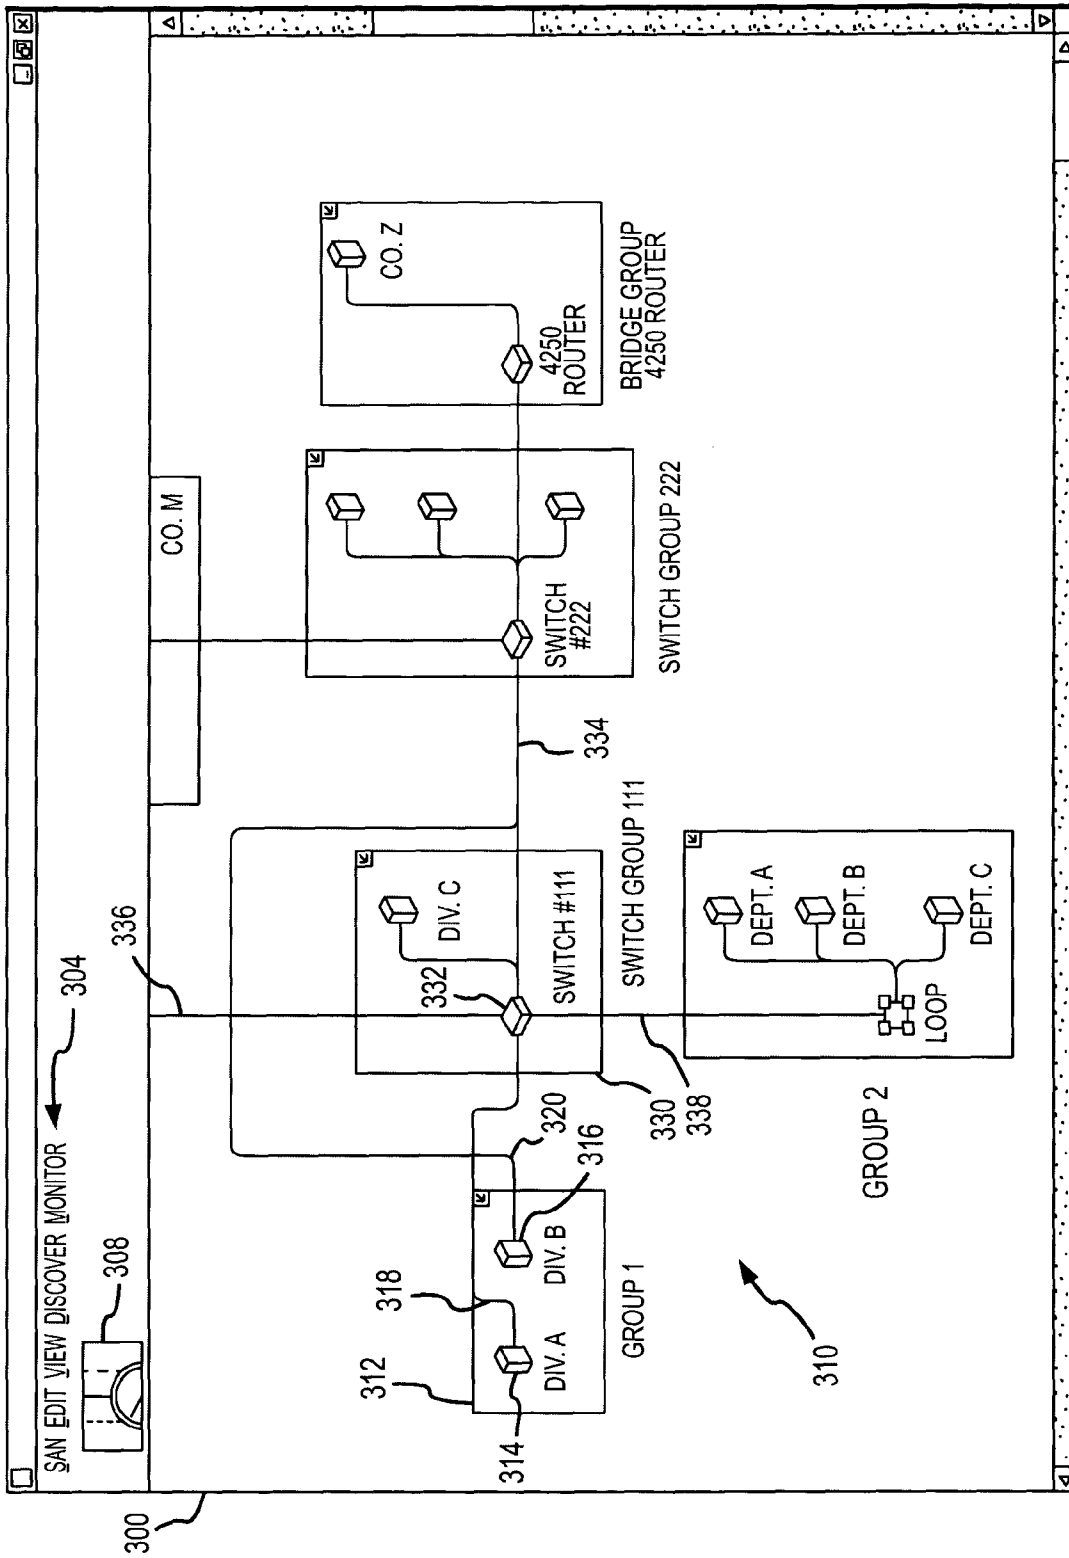 300
SAN EDIT VIEW DISCOVER MONITOR
304
308
336
CO. M
312
318
314
DIV. A
DIV. B
GROUP 1
320
316
332
DIV. C
SWITCH #111
SWITCH GROUP 111
330
338
334
SWITCH
#222
SWITCH GROUP 222
CO. Z
4250
ROUTER
BRIDGE GROUP
4250 ROUTER
LOOP
DEPT. A
DEPT. B
DEPT. C
GROUP 2
310